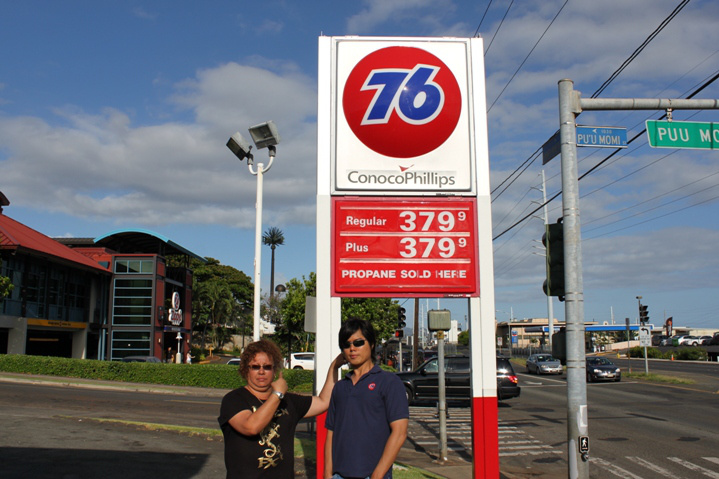 76
ConocoPhillips
Regular 379 9
Plus 379 9
PROPANE SOLD HERE
PU'U MOMI
PUU MO